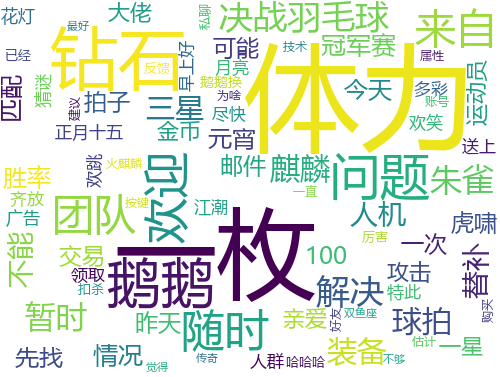 花灯
大佬
决战羽毛球
私聊
来自
最好
已经
钻石
可能
冠军赛
技术
属性
账号
运动员
反馈
早上好
月亮
鹅鹅换
为啥
体力
匹配
猜谜
拍子
三星
今天
多彩
建议
正月十五
金币
尽快
欢笑
送上
元宵
欢跳
火麒麟
欢迎
邮件
麒麟
问题
朱雀
胜率
齐放
按键
一直
广告
团队
江潮
人机
厉害
虎啸
一枚
不能
交易
100
一次
替补
领取
鹅鹅
解决
攻击
扣杀
特此
暂时
昨天
随时
亲爱
好友
双鱼座
球拍
购买
先找
情况
觉得
传奇
人群
哈哈哈
装备
估计
不够
一星